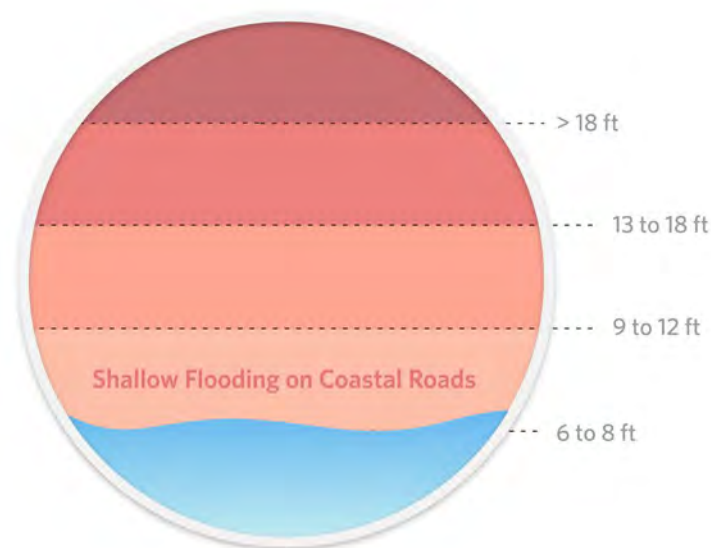 > 18 ft
13 to 18 ft
9 to 12 ft
Shallow Flooding on Coastal Roads
6 to 8 ft